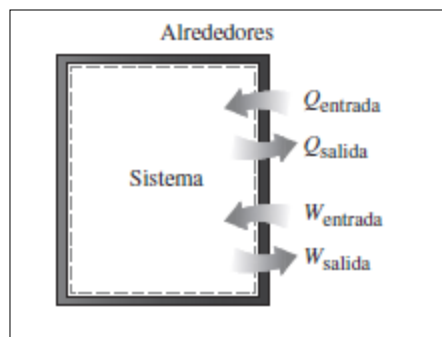 Alrededores
Qentrada
Qsalida
Sistema
Wentrada
Wsalida